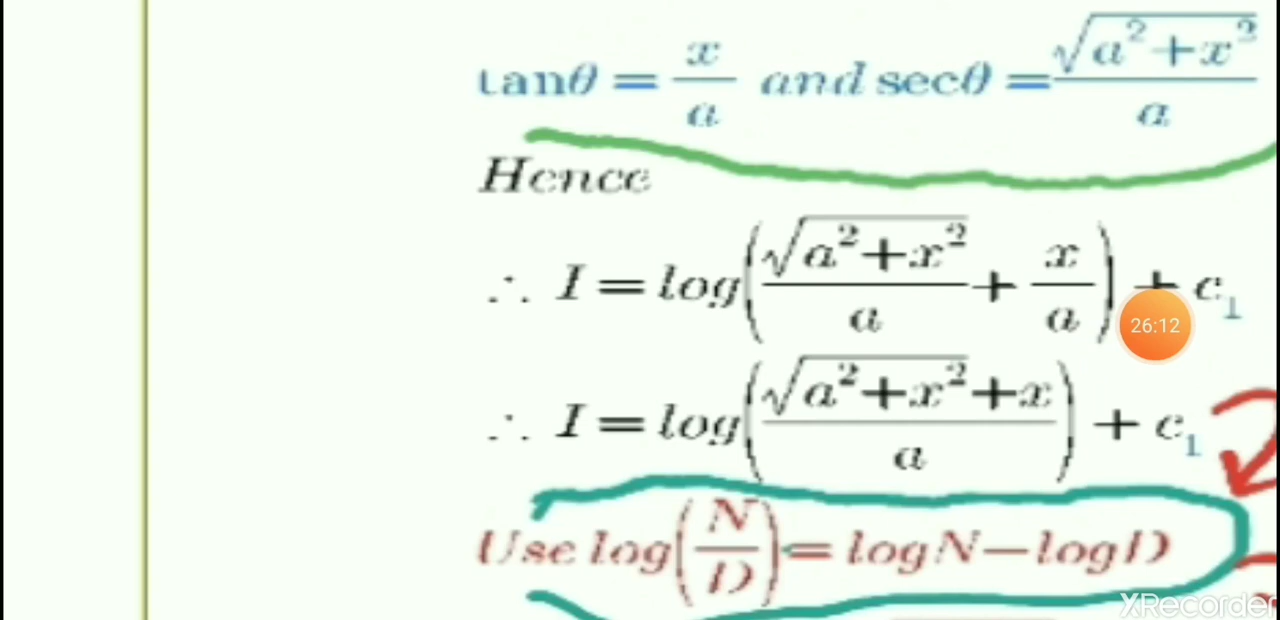 tanθ = x/a and secθ = √(a²+x²)/a
Hence
∴ I = log(√(a²+x²)/a + x/a) + c₁
26:12
∴ I = log((√(a²+x²)+x)/a) + c₁
Use log(N/D) = logN−logD
XRecorder